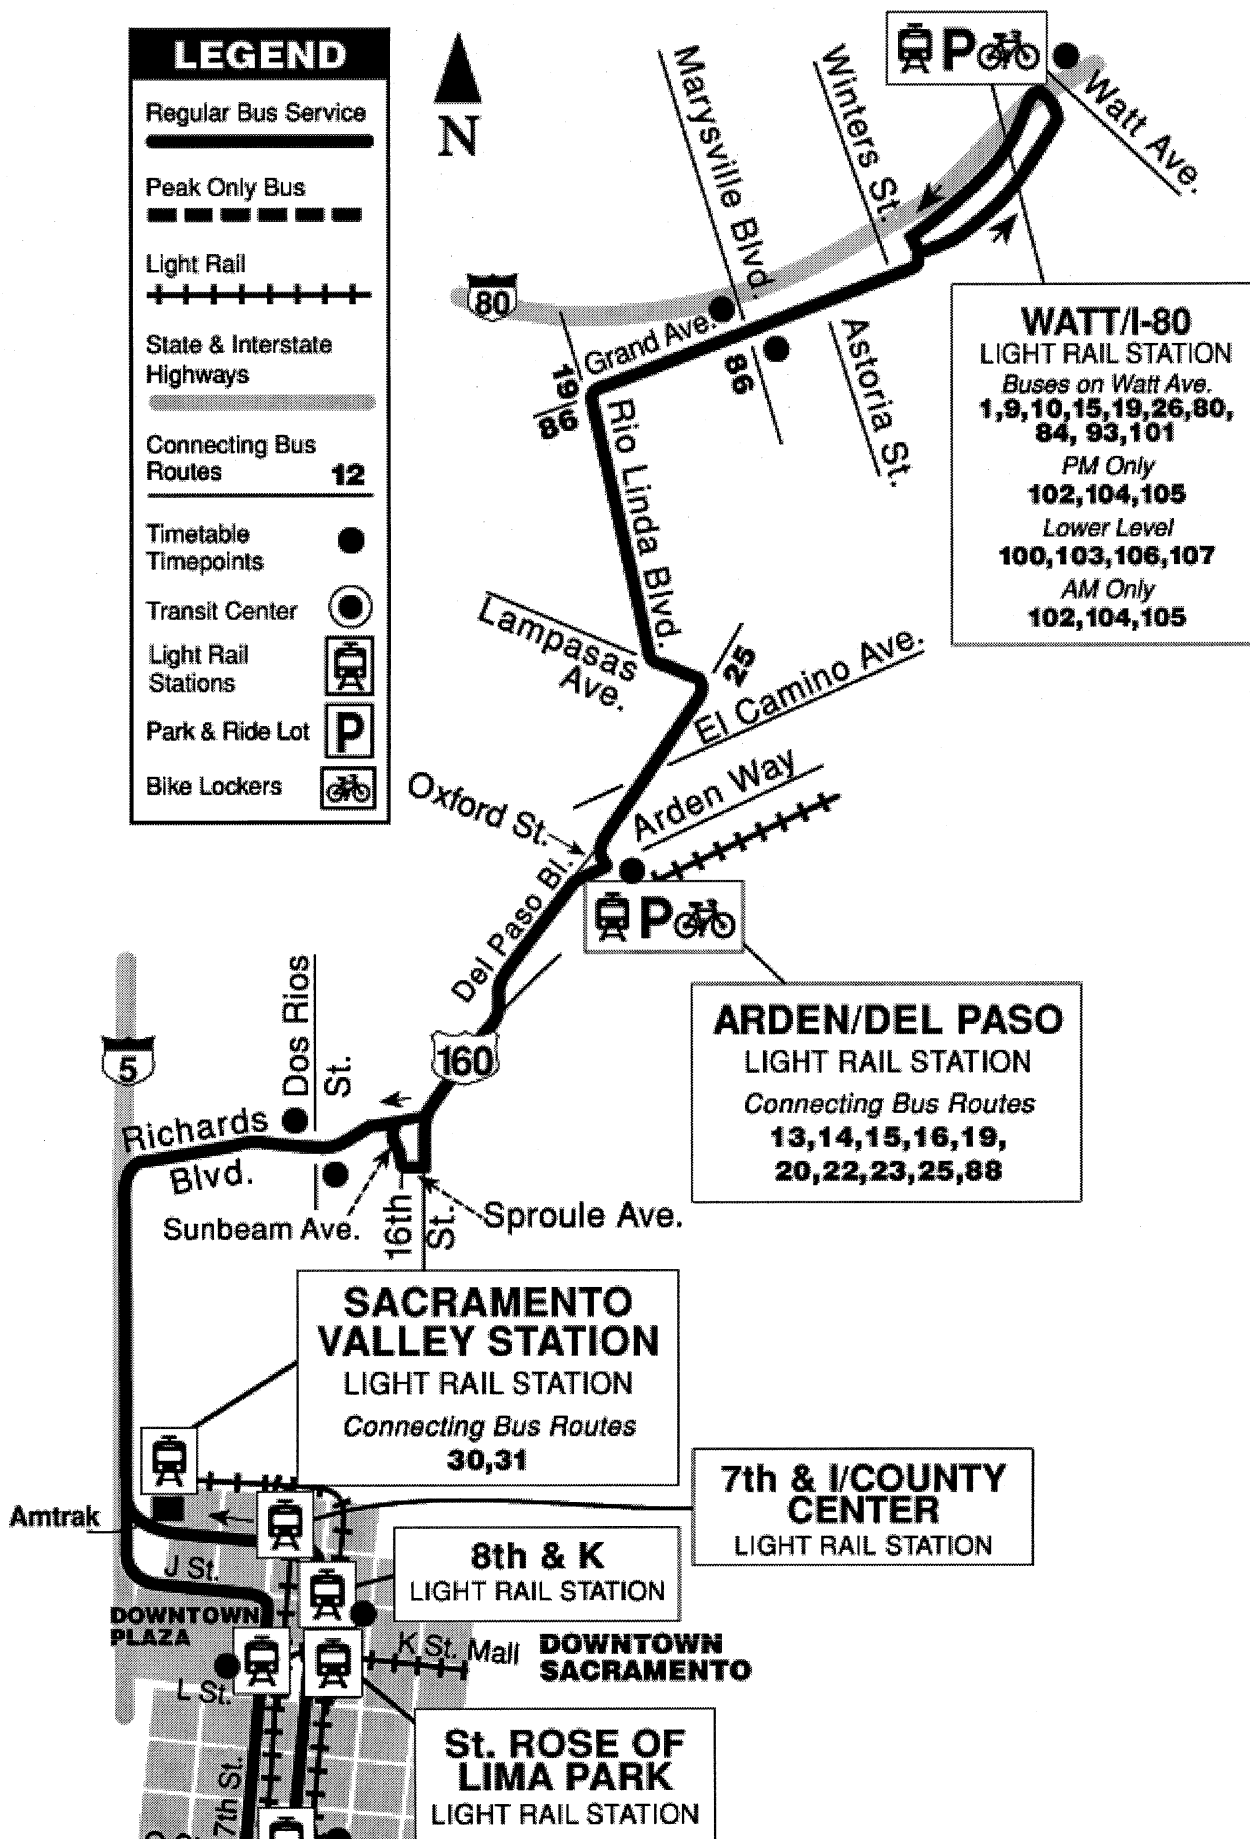 LEGEND
Regular Bus Service
Peak Only Bus
Light Rail
State & Interstate
Highways
Connecting Bus
Routes 12
Timetable
Timepoints
Transit Center
Light Rail
Stations
Park & Ride Lot P
Bike Lockers
N
Marysville Blvd.
Winters St.
P
Watt Ave.
80
Grand Ave.
19
86
86
Astoria St.
Rio Linda Blvd.
WATT/I-80
LIGHT RAIL STATION
Buses on Watt Ave.
1,9,10,15,19,26,80,
84, 93,101
PM Only
102,104,105
Lower Level
100,103,106,107
AM Only
102,104,105
Lampasas
Ave.
25
El Camino Ave.
Arden Way
Oxford St.
Del Paso Bl.
P
ARDEN/DEL PASO
LIGHT RAIL STATION
Connecting Bus Routes
13,14,15,16,19,
20,22,23,25,88
160
5
Dos Rios
St.
Richards
Blvd.
Sunbeam Ave.
16th
St.
Sproule Ave.
SACRAMENTO
VALLEY STATION
LIGHT RAIL STATION
Connecting Bus Routes
30,31
7th & I/COUNTY
CENTER
LIGHT RAIL STATION
Amtrak
8th & K
LIGHT RAIL STATION
J St.
DOWNTOWN
PLAZA
K St. Mall
DOWNTOWN
SACRAMENTO
L St.
St. ROSE OF
LIMA PARK
LIGHT RAIL STATION
7th St.